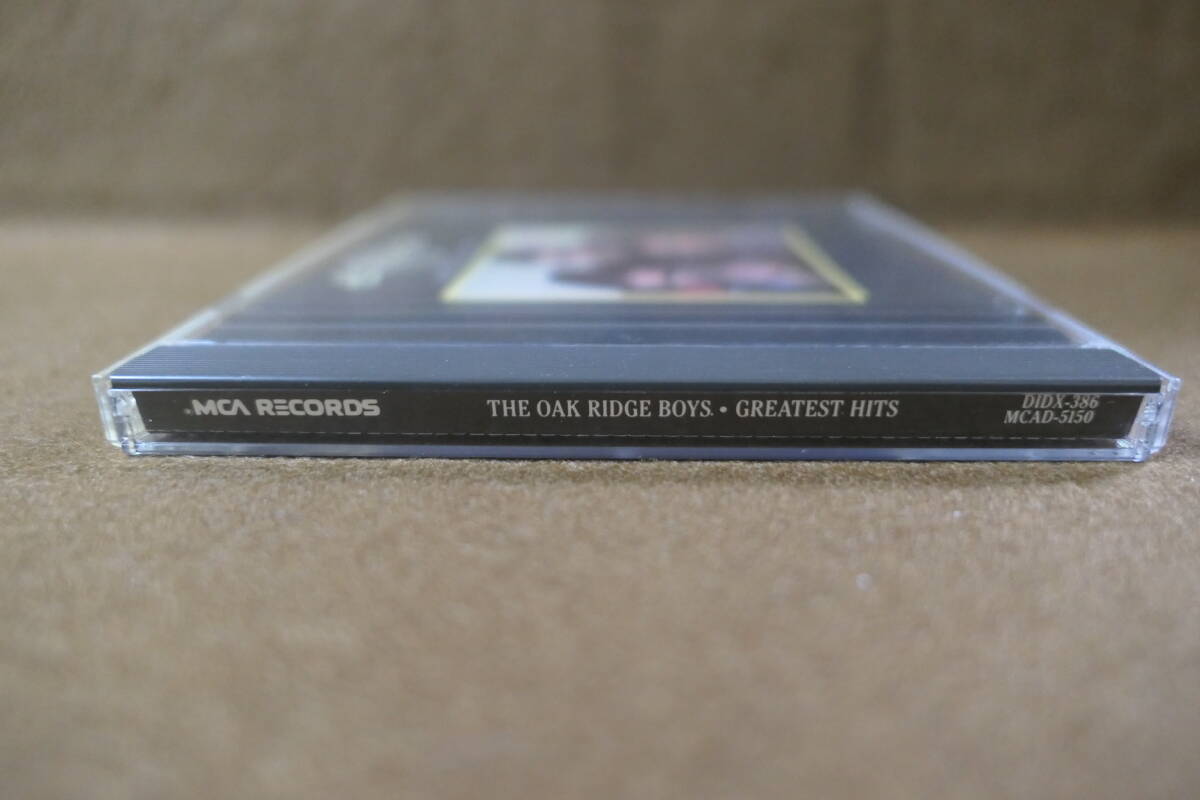 MCA RECORDS
THE OAK RIDGE BOYS. • GREATEST HITS
DIDX-386
MCAD-5150